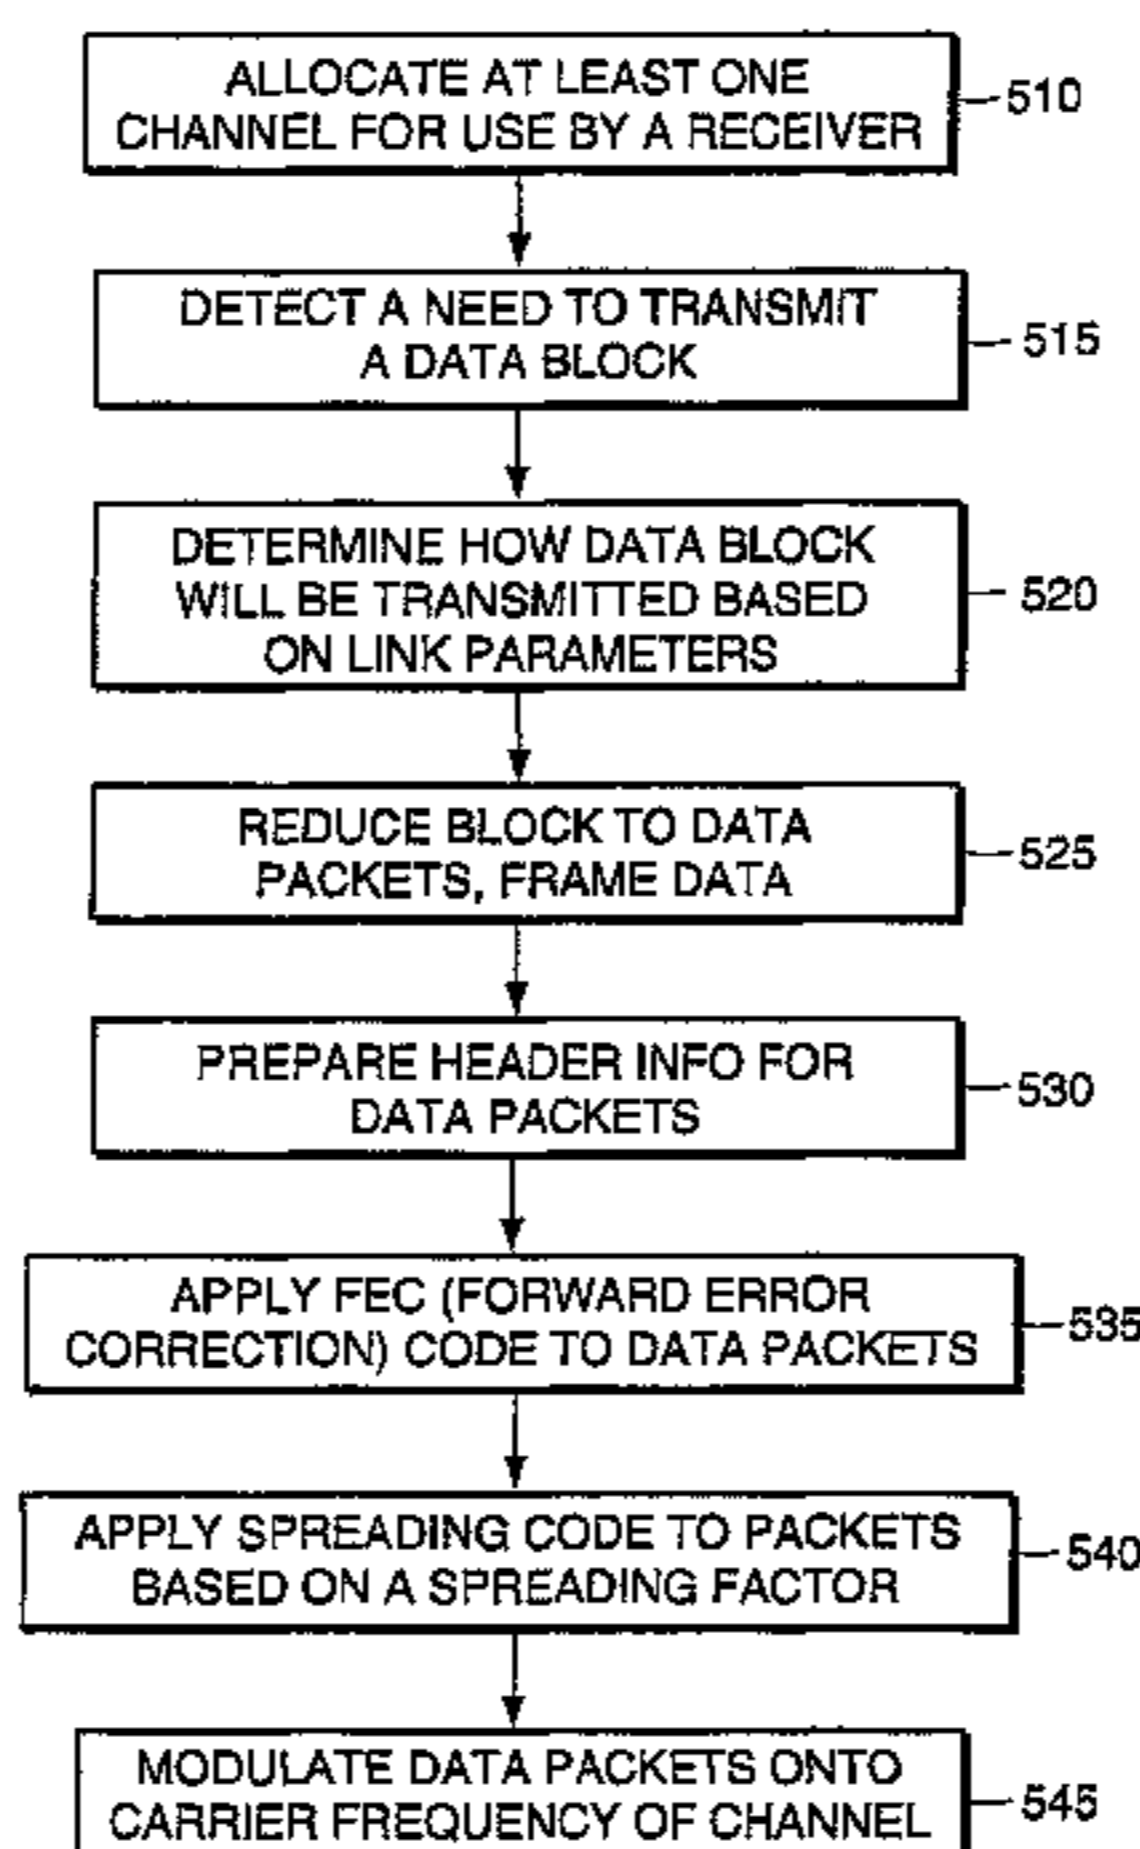 ALLOCATE AT LEAST ONE
CHANNEL FOR USE BY A RECEIVER
510
DETECT A NEED TO TRANSMIT
A DATA BLOCK
515
DETERMINE HOW DATA BLOCK
WILL BE TRANSMITTED BASED
ON LINK PARAMETERS
520
REDUCE BLOCK TO DATA
PACKETS, FRAME DATA
525
PREPARE HEADER INFO FOR
DATA PACKETS
530
APPLY FEC (FORWARD ERROR
CORRECTION) CODE TO DATA PACKETS
535
APPLY SPREADING CODE TO PACKETS
BASED ON A SPREADING FACTOR
540
MODULATE DATA PACKETS ONTO
CARRIER FREQUENCY OF CHANNEL
545